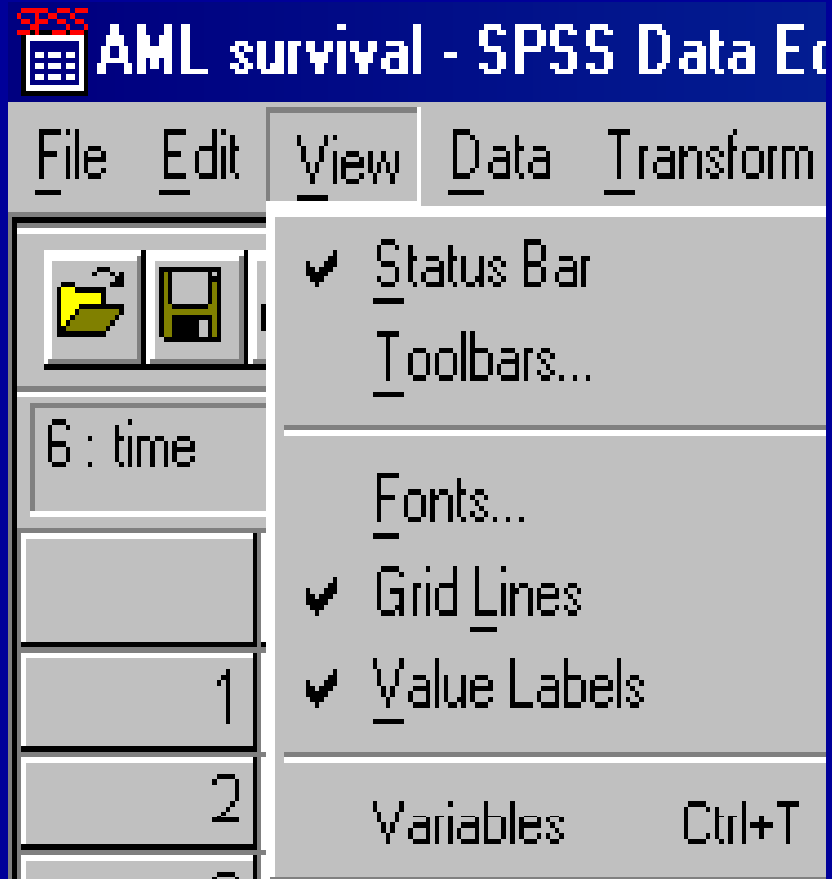 SPSS
AML survival - SPSS Data Ed
File Edit View Data Transform
Status Bar
Toolbars...
6 : time
Fonts...
Grid Lines
1
Value Labels
2
Variables Ctrl+T